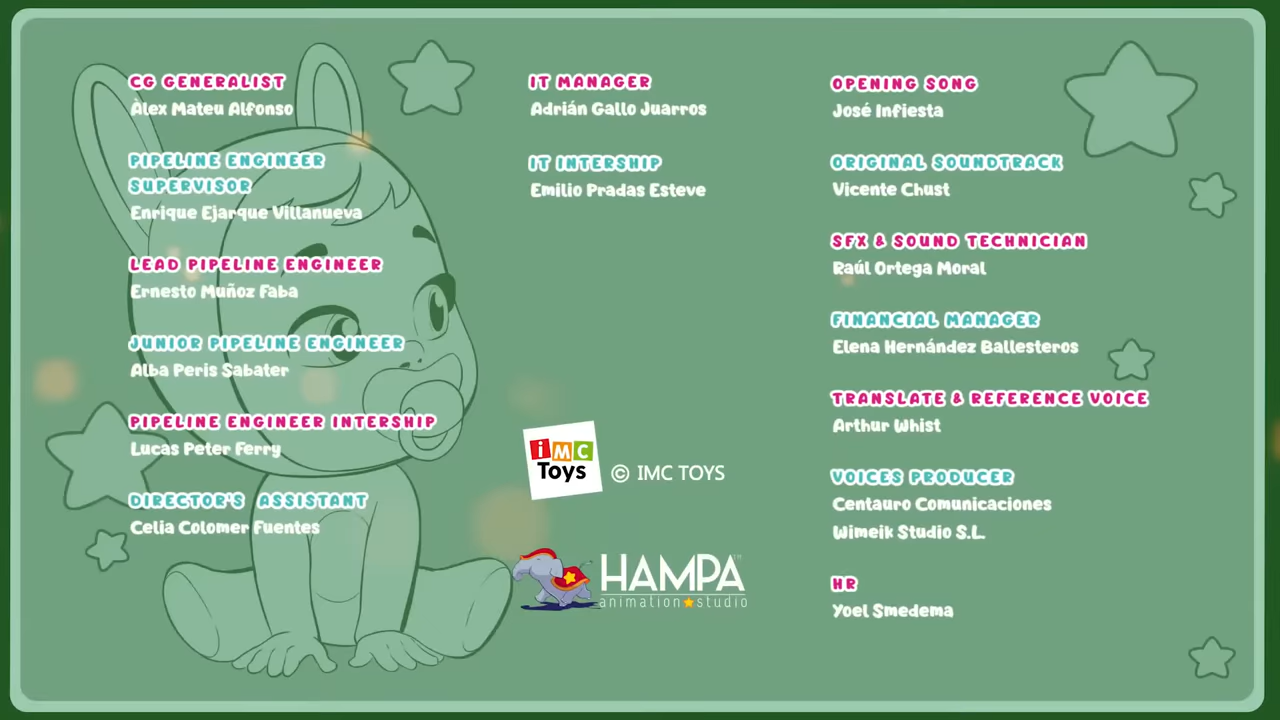 CG GENERALIST
Àlex Mateu Alfonso
PIPELINE ENGINEER
SUPERVISOR
Enrique Ejarque Villanueva
LEAD PIPELINE ENGINEER
Ernesto Muñoz Faba
JUNIOR PIPELINE ENGINEER
Alba Peris Sabater
PIPELINE ENGINEER INTERSHIP
Lucas Peter Ferry
DIRECTOR'S ASSISTANT
Celia Colomer Fuentes
IT MANAGER
Adrián Gallo Juarros
IT INTERSHIP
Emilio Pradas Esteve
iMC
Toys
© IMC TOYS
HAMPA™
animation studio
OPENING SONG
José Infiesta
ORIGINAL SOUNDTRACK
Vicente Chust
SFX & SOUND TECHNICIAN
Raúl Ortega Moral
FINANCIAL MANAGER
Elena Hernández Ballesteros
TRANSLATE & REFERENCE VOICE
Arthur Whist
VOICES PRODUCER
Centauro Comunicaciones
Wimeik Studio S.L.
HR
Yoel Smedema